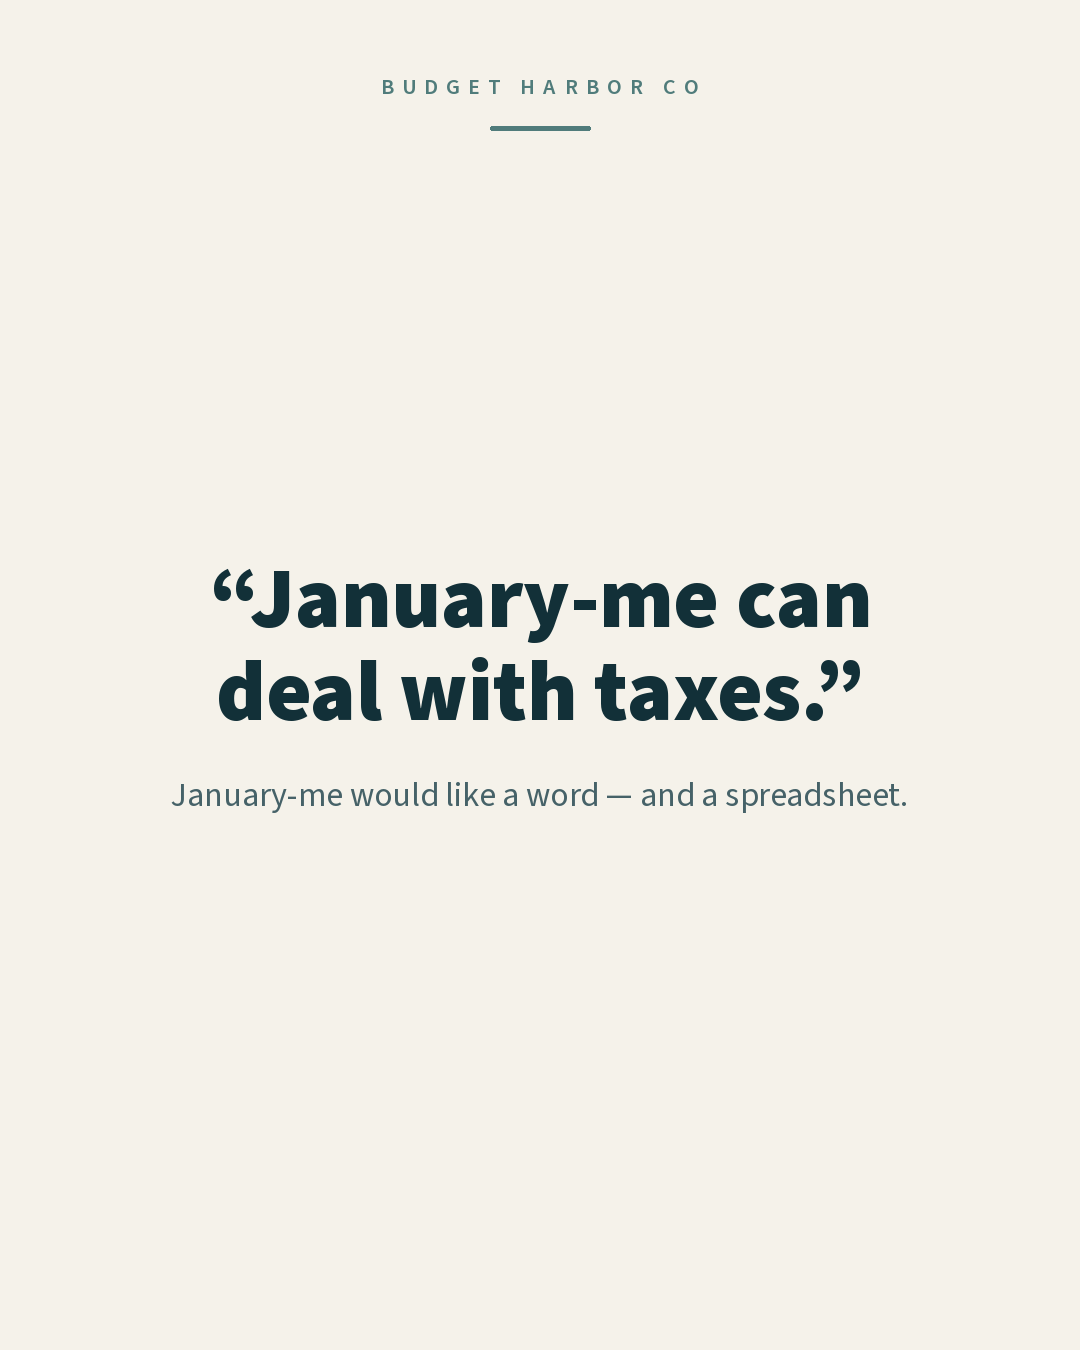 BUDGET HARBOR CO
“January-me can
deal with taxes.”
January-me would like a word — and a spreadsheet.